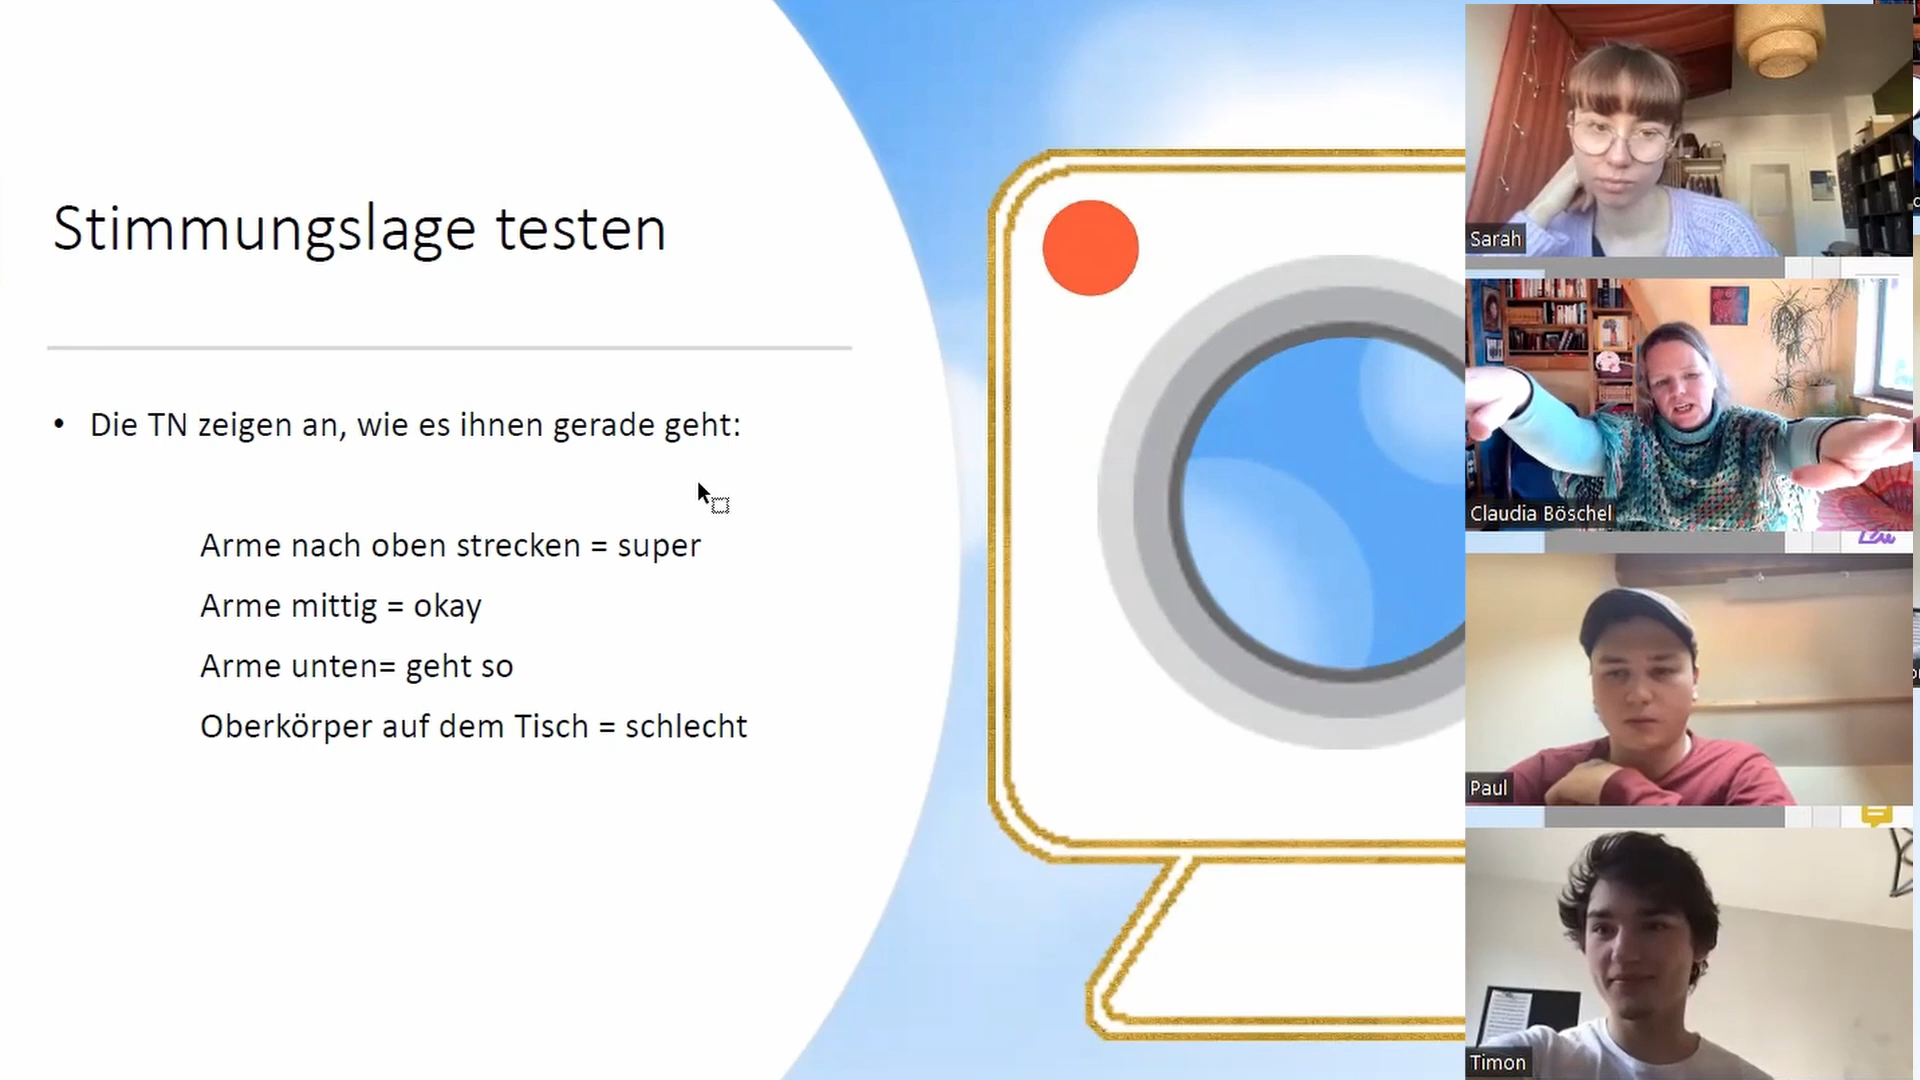 Stimmungslage testen
• Die TN zeigen an, wie es ihnen gerade geht:
Arme nach oben strecken = super
Arme mittig = okay
Arme unten= geht so
Oberkörper auf dem Tisch = schlecht
Sarah
Claudia Böschel
Paul
Timon